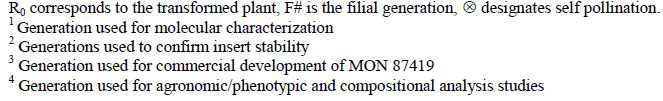 R₀ corresponds to the transformed plant, F# is the filial generation, ⊗ designates self pollination.
¹ Generation used for molecular characterization
² Generations used to confirm insert stability
³ Generation used for commercial development of MON 87419
⁴ Generation used for agronomic/phenotypic and compositional analysis studies